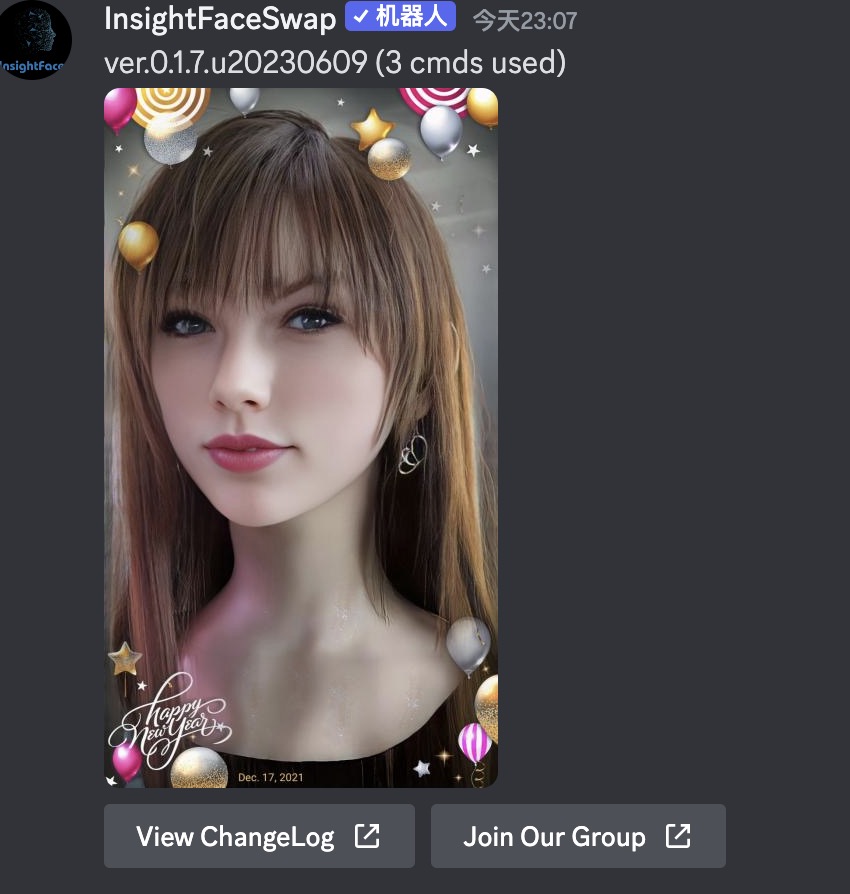 InsightFaceSwap ✓ 机器人 今天23:07
InsightFace
ver.0.1.7.u20230609 (3 cmds used)
happy
New Year
Dec. 17, 2021
View ChangeLog
Join Our Group